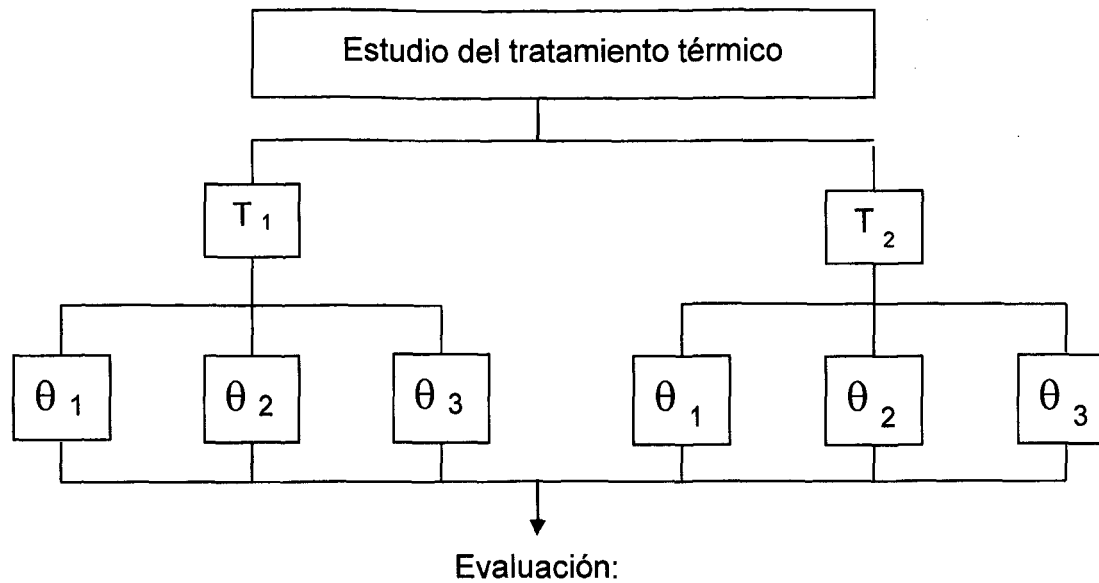 Estudio del tratamiento térmico
T 1
T 2
θ 1
θ 2
θ 3
θ 1
θ 2
θ 3
Evaluación: